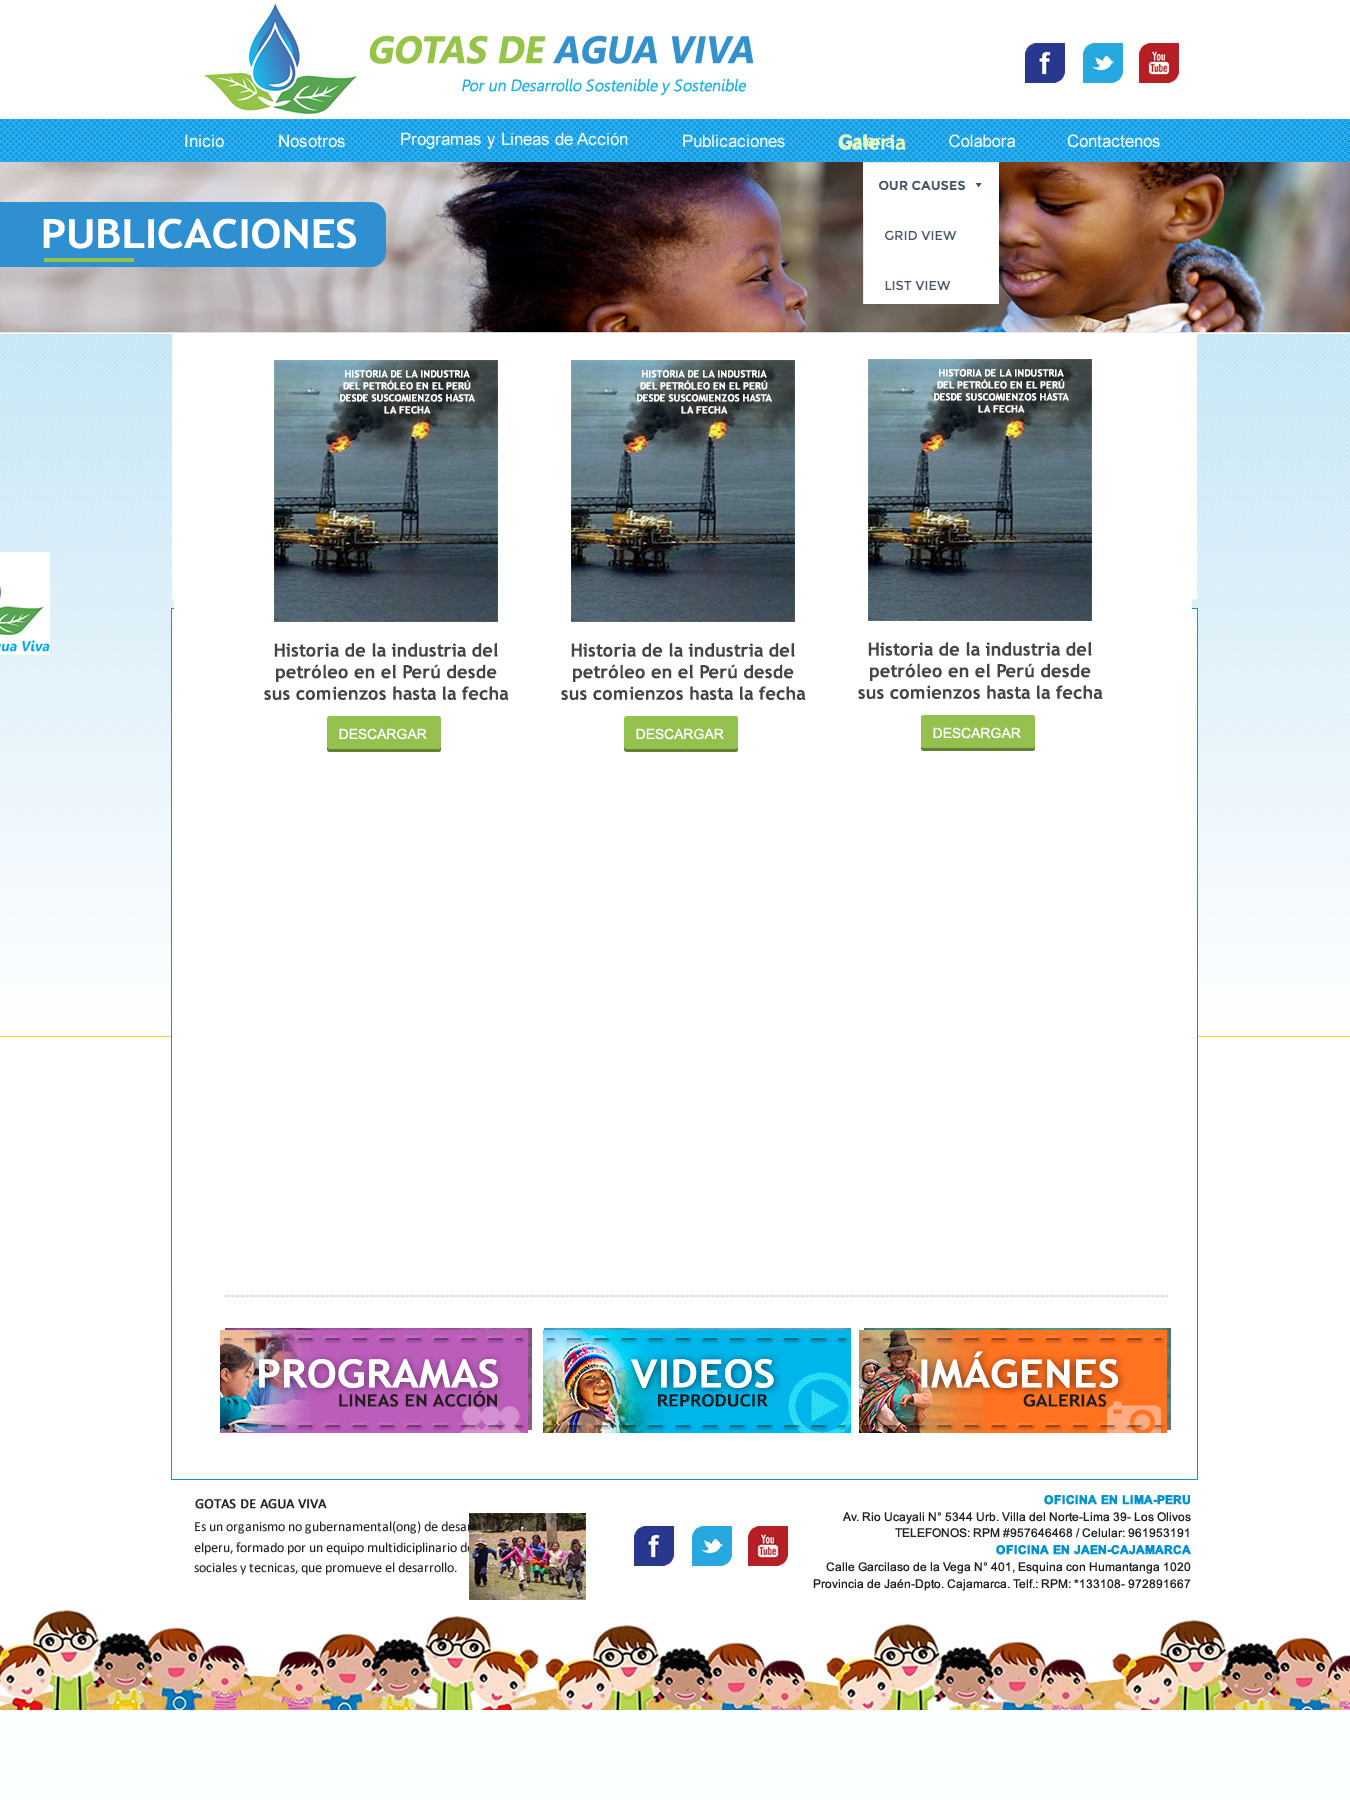 GOTAS DE AGUA VIVA
Por un Desarrollo Sostenible y Sostenible
f
You
Tube
Inicio
Nosotros
Programas y Lineas de Acción
Publicaciones
Galeria
Colabora
Contactenos
OUR CAUSES
GRID VIEW
LIST VIEW
PUBLICACIONES
HISTORIA DE LA INDUSTRIA
DEL PETRÓLEO EN EL PERÚ
DESDE SUSCOMIENZOS HASTA
LA FECHA
HISTORIA DE LA INDUSTRIA
DEL PETRÓLEO EN EL PERÚ
DESDE SUSCOMIENZOS HASTA
LA FECHA
HISTORIA DE LA INDUSTRIA
DEL PETRÓLEO EN EL PERÚ
DESDE SUSCOMIENZOS HASTA
LA FECHA
ua Viva
Historia de la industria del
petróleo en el Perú desde
sus comienzos hasta la fecha
Historia de la industria del
petróleo en el Perú desde
sus comienzos hasta la fecha
Historia de la industria del
petróleo en el Perú desde
sus comienzos hasta la fecha
DESCARGAR
DESCARGAR
DESCARGAR
PROGRAMAS
LINEAS EN ACCIÓN
VIDEOS
REPRODUCIR
IMÁGENES
GALERIAS
GOTAS DE AGUA VIVA
Es un organismo no gubernamental(ong) de desar
elperu, formado por un equipo multidiciplinario de
sociales y tecnicas, que promueve el desarrollo.
f
You
Tube
OFICINA EN LIMA-PERU
Av. Rio Ucayali N° 5344 Urb. Villa del Norte-Lima 39- Los Olivos
TELEFONOS: RPM #957646468 / Celular: 961953191
OFICINA EN JAEN-CAJAMARCA
Calle Garcilaso de la Vega N° 401, Esquina con Humantanga 1020
Provincia de Jaén-Dpto. Cajamarca. Telf.: RPM: *133108- 972891667